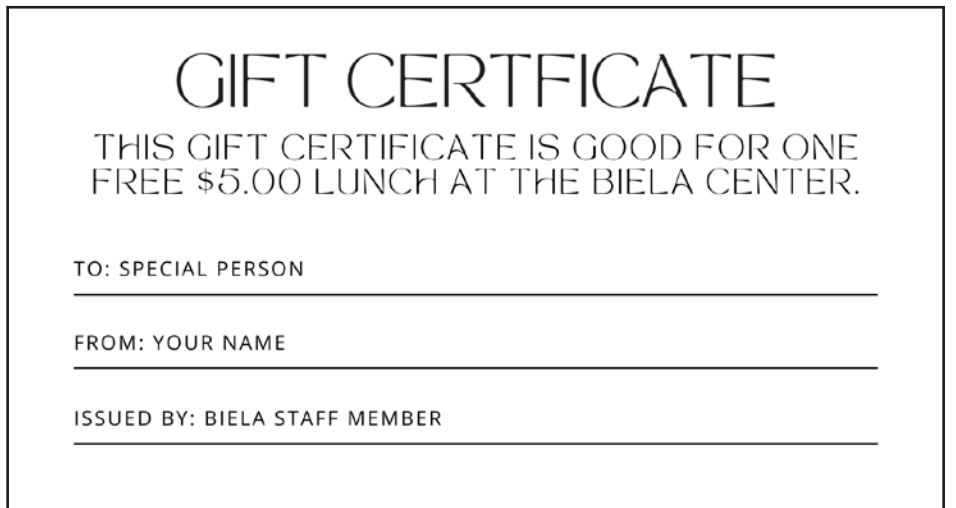 GIFT CERTFICATE
THIS GIFT CERTIFICATE IS GOOD FOR ONE
FREE $5.00 LUNCH AT THE BIELA CENTER.
TO: SPECIAL PERSON
FROM: YOUR NAME
ISSUED BY: BIELA STAFF MEMBER